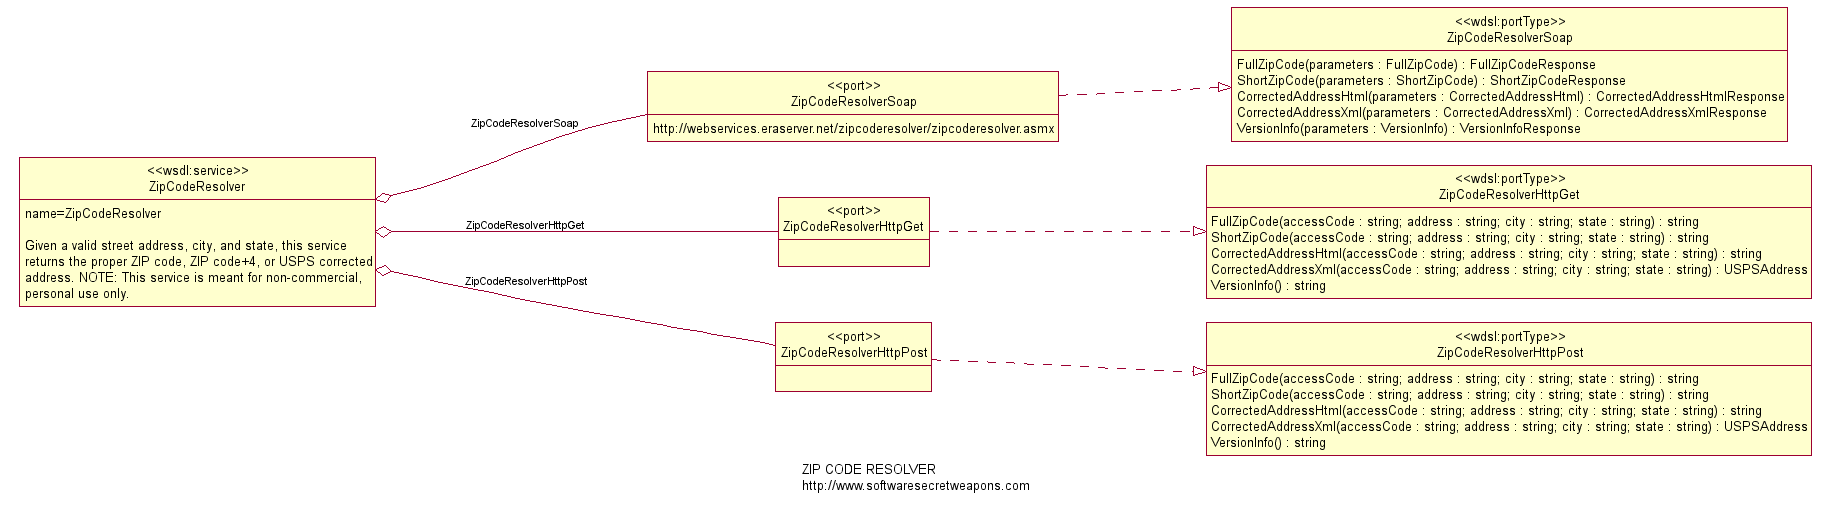 <<wsdl:service>>
ZipCodeResolver
name=ZipCodeResolver
Given a valid street address, city, and state, this service
returns the proper ZIP code, ZIP code+4, or USPS corrected
address. NOTE: This service is meant for non-commercial,
personal use only.
ZipCodeResolverSoap
ZipCodeResolverHttpGet
ZipCodeResolverHttpPost
<<port>>
ZipCodeResolverSoap
http://webservices.eraserver.net/zipcoderesolver/zipcoderesolver.asmx
<<port>>
ZipCodeResolverHttpGet
<<port>>
ZipCodeResolverHttpPost
<<wdsl:portType>>
ZipCodeResolverSoap
FullZipCode(parameters : FullZipCode) : FullZipCodeResponse
ShortZipCode(parameters : ShortZipCode) : ShortZipCodeResponse
CorrectedAddressHtml(parameters : CorrectedAddressHtml) : CorrectedAddressHtmlResponse
CorrectedAddressXml(parameters : CorrectedAddressXml) : CorrectedAddressXmlResponse
VersionInfo(parameters : VersionInfo) : VersionInfoResponse
<<wdsl:portType>>
ZipCodeResolverHttpGet
FullZipCode(accessCode : string; address : string; city : string; state : string) : string
ShortZipCode(accessCode : string; address : string; city : string; state : string) : string
CorrectedAddressHtml(accessCode : string; address : string; city : string; state : string) : string
CorrectedAddressXml(accessCode : string; address : string; city : string; state : string) : USPSAddress
VersionInfo() : string
<<wdsl:portType>>
ZipCodeResolverHttpPost
FullZipCode(accessCode : string; address : string; city : string; state : string) : string
ShortZipCode(accessCode : string; address : string; city : string; state : string) : string
CorrectedAddressHtml(accessCode : string; address : string; city : string; state : string) : string
CorrectedAddressXml(accessCode : string; address : string; city : string; state : string) : USPSAddress
VersionInfo() : string
ZIP CODE RESOLVER
http://www.softwaresecretweapons.com